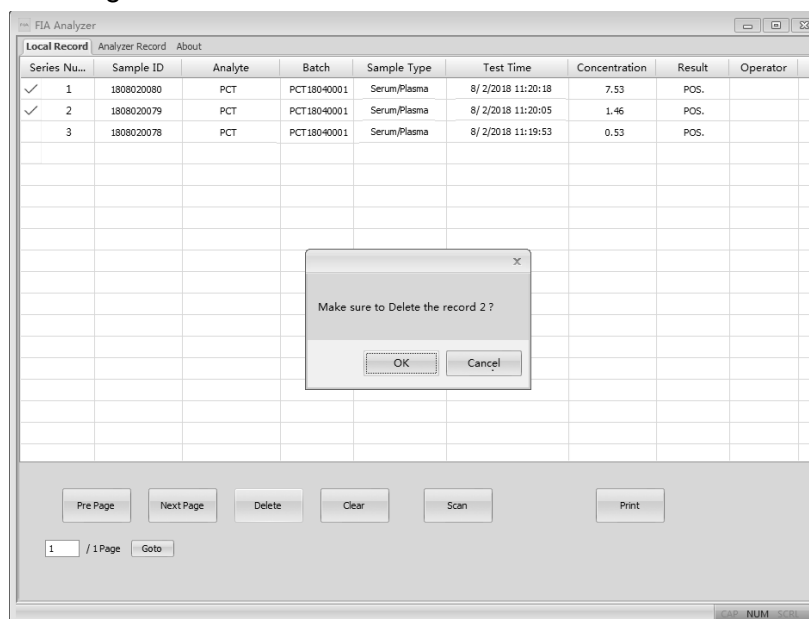 FIA Analyzer
Local Record Analyzer Record About
Series Nu... Sample ID Analyte Batch Sample Type Test Time Concentration Result Operator
1 1808020080 PCT PCT18040001 Serum/Plasma 8/ 2/2018 11:20:18 7.53 POS.
2 1808020079 PCT PCT18040001 Serum/Plasma 8/ 2/2018 11:20:05 1.46 POS.
3 1808020078 PCT PCT18040001 Serum/Plasma 8/ 2/2018 11:19:53 0.53 POS.
x
Make sure to Delete the record 2 ?
OK Cancel
Pre Page Next Page Delete Clear Scan Print
1 / 1 Page Goto
CAP NUM SCRL